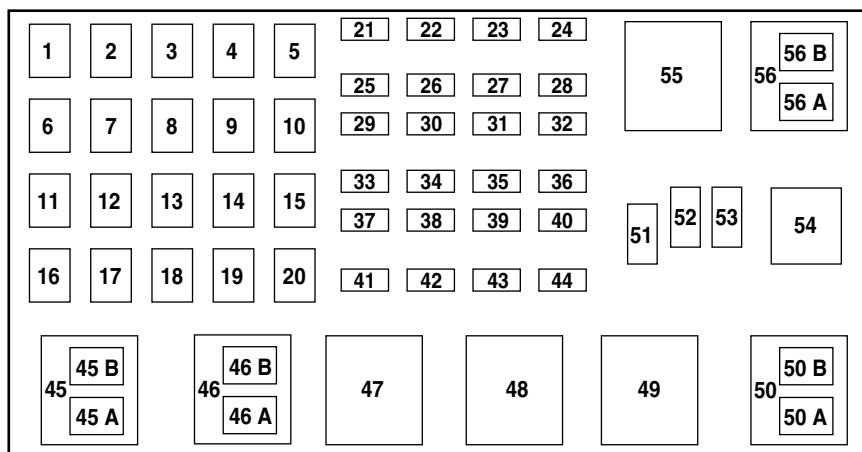 1 2 3 4 5 21 22 23 24
25 26 27 28
6 7 8 9 10 29 30 31 32
55 56 56 B
56 A
11 12 13 14 15 33 34 35 36
37 38 39 40
51 52 53 54
16 17 18 19 20 41 42 43 44
45 45 B
45 A
46 46 B
46 A
47 48 49
50 50 B
50 A